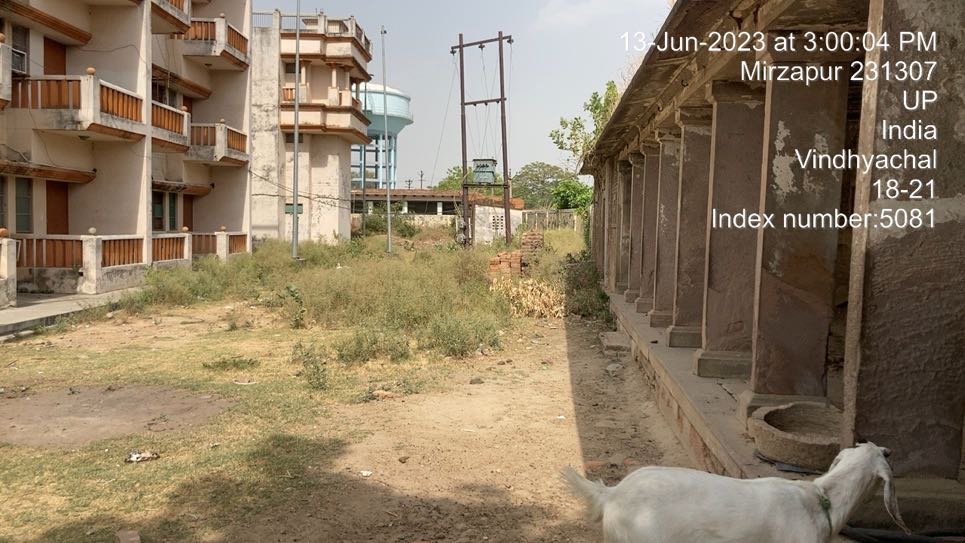 13-Jun-2023 at 3:00:04 PM
Mirzapur 231307
UP
India
Vindhyachal
18-21
Index number:5081